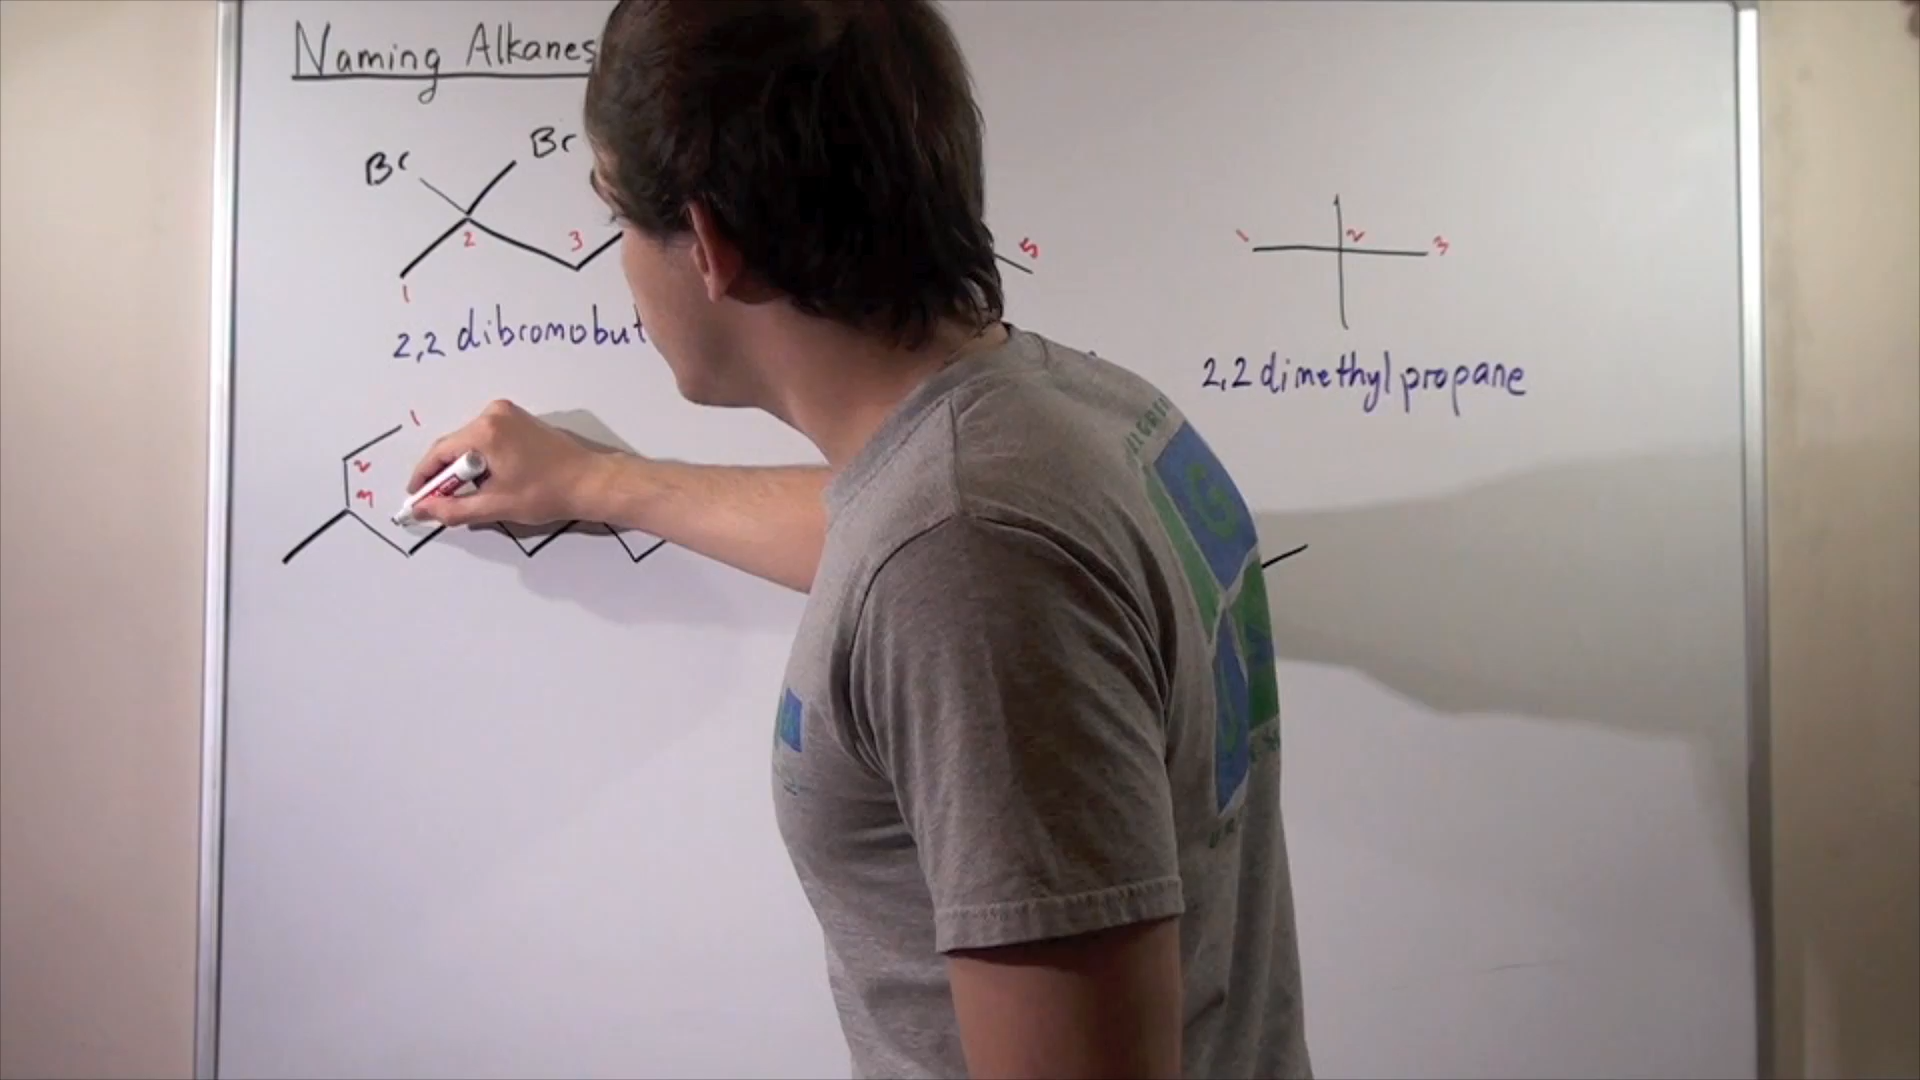 Naming Alkanes
Br Br
1 2 3
5
1 2 3
2,2 dibromobut
2,2 dimethyl propane
1
2
3
G